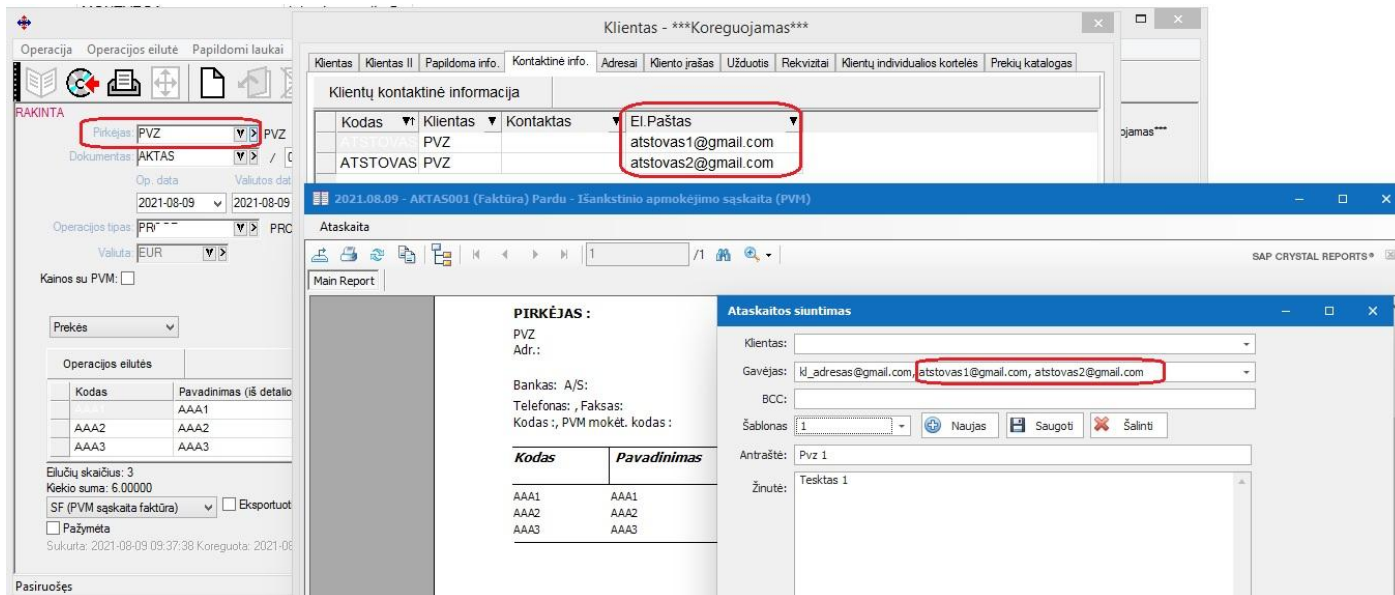 Klientas - ***Koreguojamas***
Operacija Operacijos eilutė Papildomi laukai
Klientas Klientas II Papildoma info. Kontaktinė info. Adresai Kliento įrašas Užduotis Rekvizitai Klientų individualios kortelės Prekių katalogas
Klientų kontaktinė informacija
RAKINTA
Kodas Klientas Kontaktas El.Paštas
ATSTOVAS PVZ atstovas1@gmail.com
ATSTOVAS PVZ atstovas2@gmail.com
Pirkėjas: PVZ PVZ
ojamas***
Dokumentas: AKTAS /
Op. data Valiutos dat
2021-08-09 2021-08-09
Operacijos tipas: PRO
Valiuta: EUR
Kainos su PVM:
2021.08.09 - AKTAS001 (Faktūra) Pardu - Išankstinio apmokėjimo sąskaita (PVM)
Ataskaita
1 /1
SAP CRYSTAL REPORTS®
Main Report
PIRKĖJAS :
PVZ
Adr.:
Bankas: A/S:
Telefonas: , Faksas:
Kodas :, PVM mokėt. kodas :
Kodas Pavadinimas
AAA1 AAA1
AAA2 AAA2
AAA3 AAA3
Ataskaitos siuntimas
Klientas:
Gavėjas: kl_adresas@gmail.com, atstovas1@gmail.com, atstovas2@gmail.com
BCC:
Šablonas 1 Naujas Saugoti Šalinti
Antraštė: Pvz 1
Žinutė: Tesktas 1
Prekės
Operacijos eilutės
Kodas Pavadinimas (iš detalio
AAA1 AAA1
AAA2 AAA2
AAA3 AAA3
Eilučių skaičius: 3
Kiekio suma: 6.00000
SF (PVM sąskaita faktūra) Eksportuot
Pažymėta
Sukurta: 2021-08-09 09:37:38 Koreguota: 2021-08
Pasiruošęs